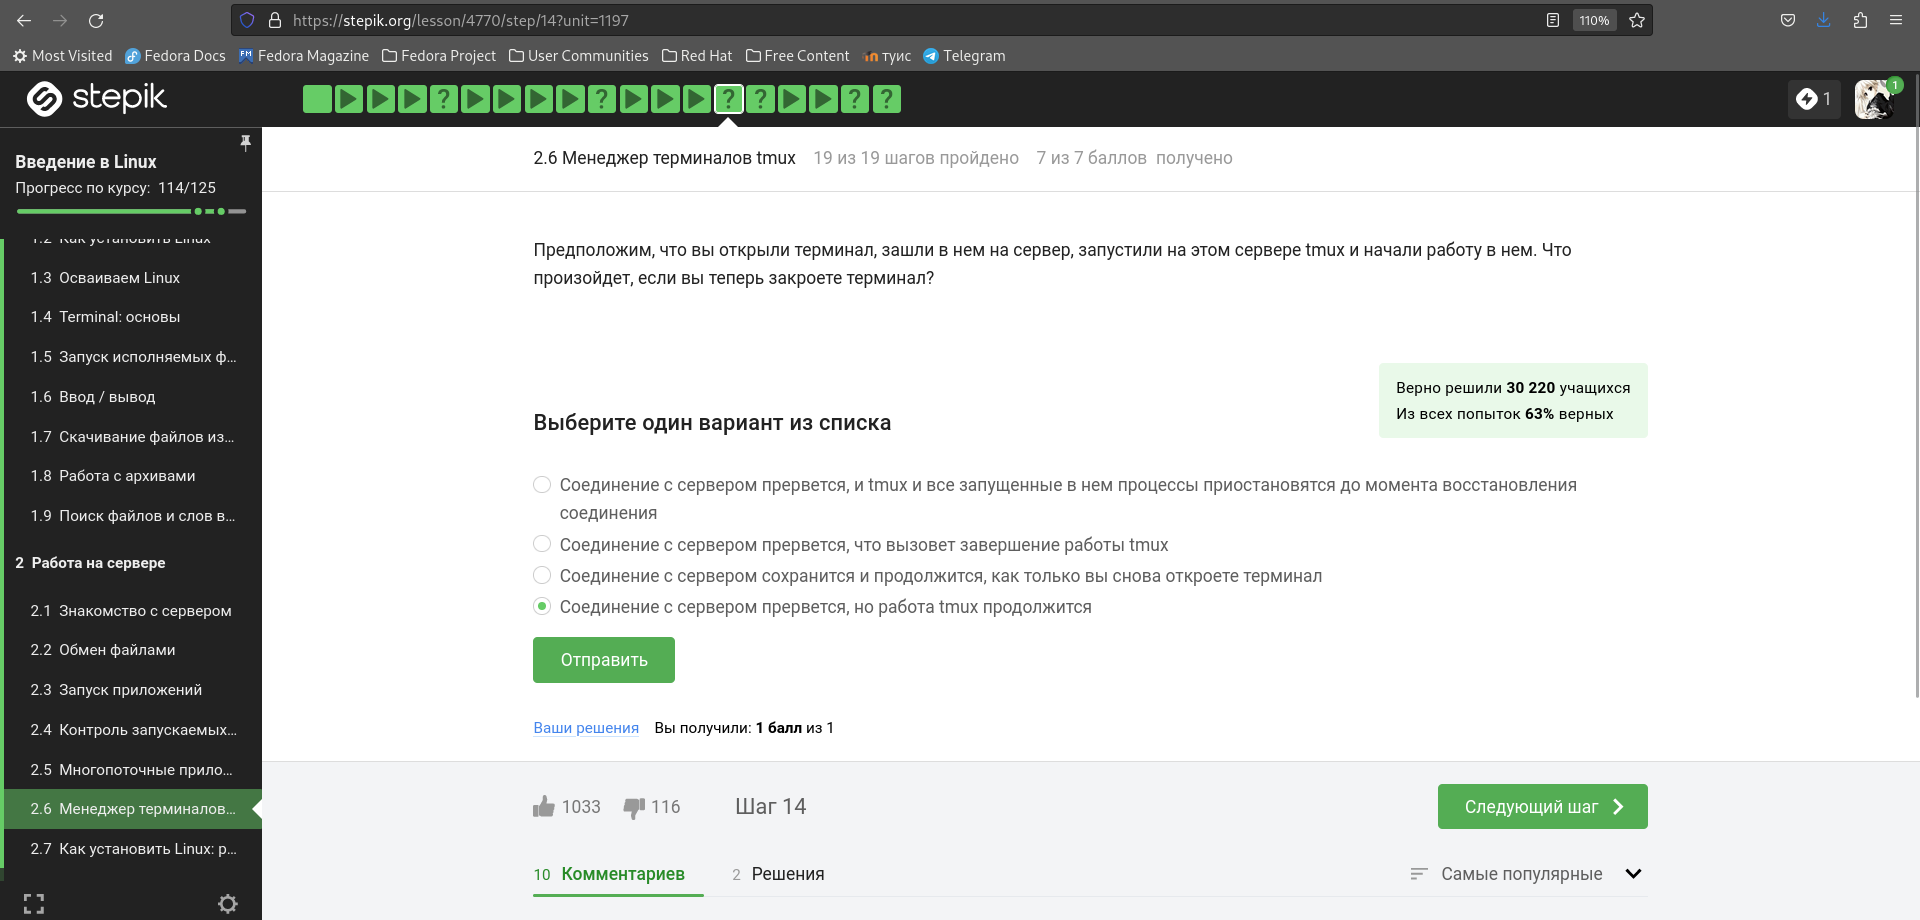 https://stepik.org/lesson/4770/step/14?unit=1197
110%
Most Visited
Fedora Docs
Fedora Magazine
Fedora Project
User Communities
Red Hat
Free Content
туис
Telegram
stepik
? ? ? ? ? ?
1
1
Введение в Linux
Прогресс по курсу: 114/125
1.2 Как установить Linux
1.3 Осваиваем Linux
1.4 Terminal: основы
1.5 Запуск исполняемых ф...
1.6 Ввод / вывод
1.7 Скачивание файлов из...
1.8 Работа с архивами
1.9 Поиск файлов и слов в...
2 Работа на сервере
2.1 Знакомство с сервером
2.2 Обмен файлами
2.3 Запуск приложений
2.4 Контроль запускаемых...
2.5 Многопоточные прило...
2.6 Менеджер терминалов...
2.7 Как установить Linux: р...
2.6 Менеджер терминалов tmux 19 из 19 шагов пройдено 7 из 7 баллов получено
Предположим, что вы открыли терминал, зашли в нем на сервер, запустили на этом сервере tmux и начали работу в нем. Что
произойдет, если вы теперь закроете терминал?
Верно решили 30 220 учащихся
Из всех попыток 63% верных
Выберите один вариант из списка
Соединение с сервером прервется, и tmux и все запущенные в нем процессы приостановятся до момента восстановления
соединения
Соединение с сервером прервется, что вызовет завершение работы tmux
Соединение с сервером сохранится и продолжится, как только вы снова откроете терминал
Соединение с сервером прервется, но работа tmux продолжится
Отправить
Ваши решения Вы получили: 1 балл из 1
1033 116 Шаг 14
Следующий шаг
10 Комментариев 2 Решения
Самые популярные